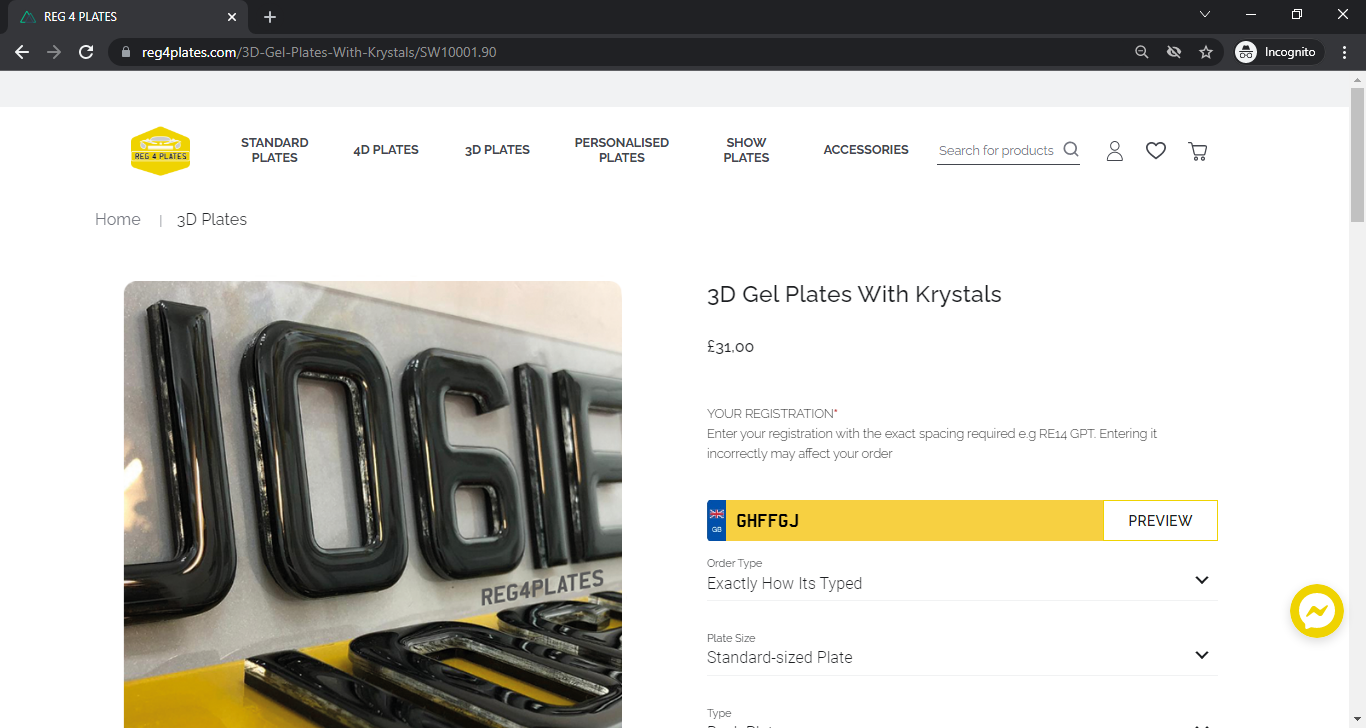 REG 4 PLATES
reg4plates.com/3D-Gel-Plates-With-Krystals/SW10001.90
Incognito
REG 4 PLATES
STANDARD
PLATES
4D PLATES
3D PLATES
PERSONALISED
PLATES
SHOW
PLATES
ACCESSORIES
Search for products
Home | 3D Plates
JO6IE
REG4PLATES
3D Gel Plates With Krystals
£31,00
YOUR REGISTRATION*
Enter your registration with the exact spacing required e.g RE14 GPT. Entering it
incorrectly may affect your order
GB
GHFFGJ
PREVIEW
Order Type
Exactly How Its Typed
Plate Size
Standard-sized Plate
Type